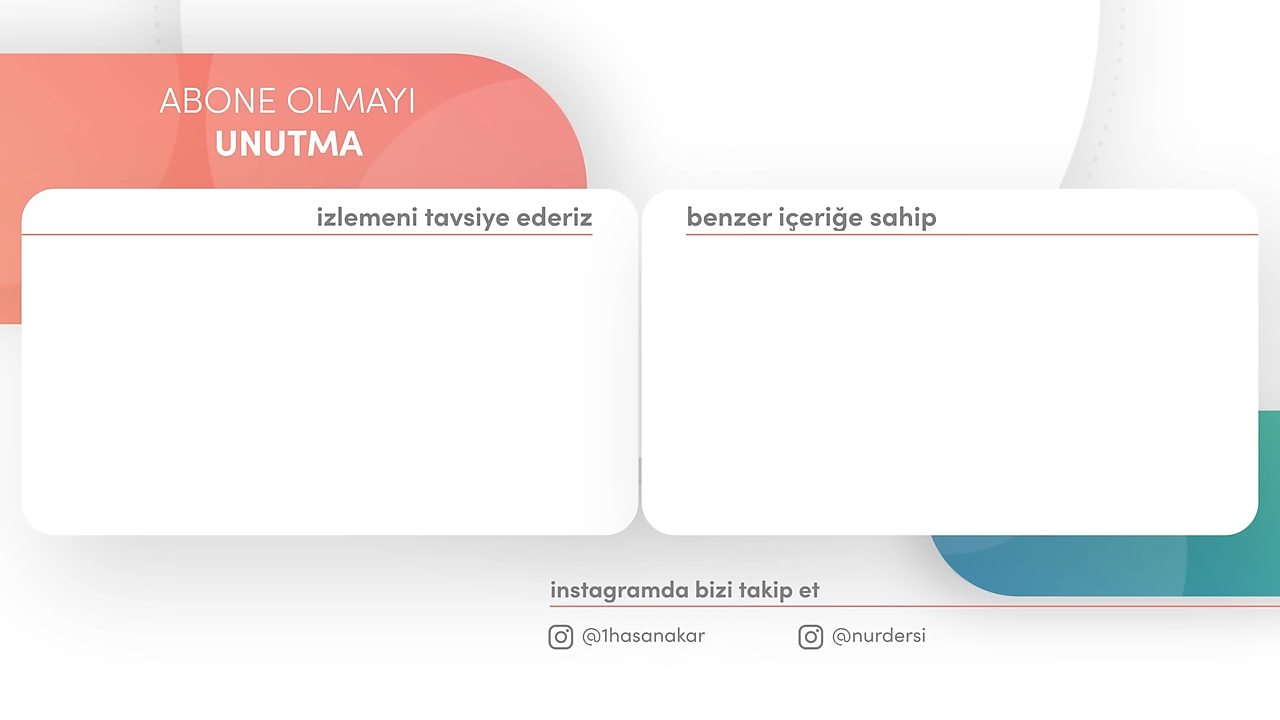 ABONE OLMAYI
UNUTMA
izlemeni tavsiye ederiz
benzer içeriğe sahip
instagramda bizi takip et
@1hasanakar
@nurdersi